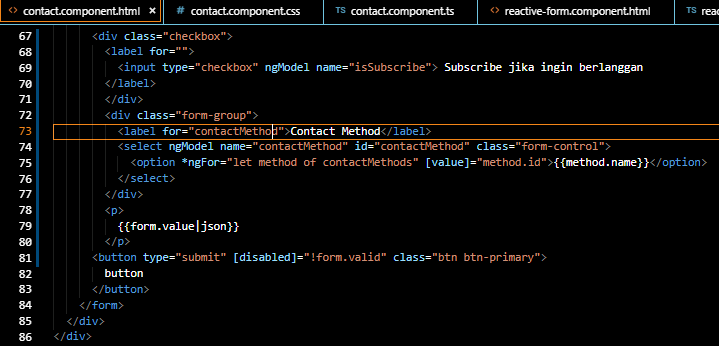 contact.component.html × contact.component.css contact.component.ts reactive-form.component.html reac
67 <div class="checkbox">
68 <label for="">
69 <input type="checkbox" ngModel name="isSubscribe"> Subscribe jika ingin berlanggan
70 </label>
71 </div>
72 <div class="form-group">
73 <label for="contactMethod">Contact Method</label>
74 <select ngModel name="contactMethod" id="contactMethod" class="form-control">
75 <option *ngFor="let method of contactMethods" [value]="method.id">{{method.name}}</option>
76 </select>
77 </div>
78 <p>
79 {{form.value|json}}
80 </p>
81 <button type="submit" [disabled]="!form.valid" class="btn btn-primary">
82 button
83 </button>
84 </form>
85 </div>
86 </div>